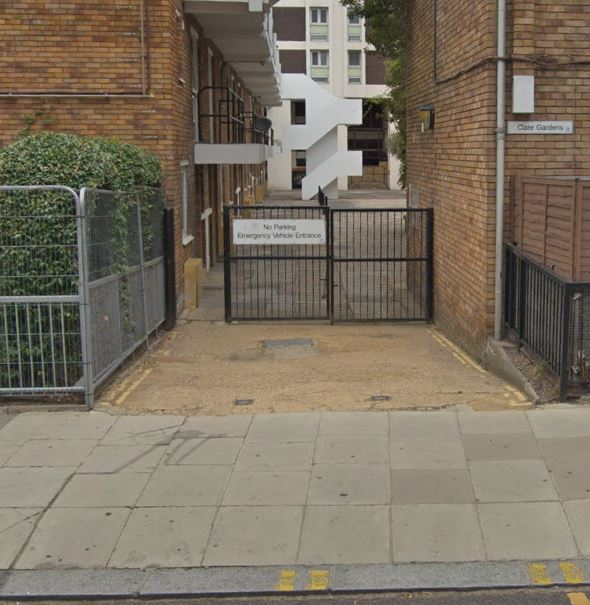 Clare Gardens
No Parking
Emergency Vehicle Entrance